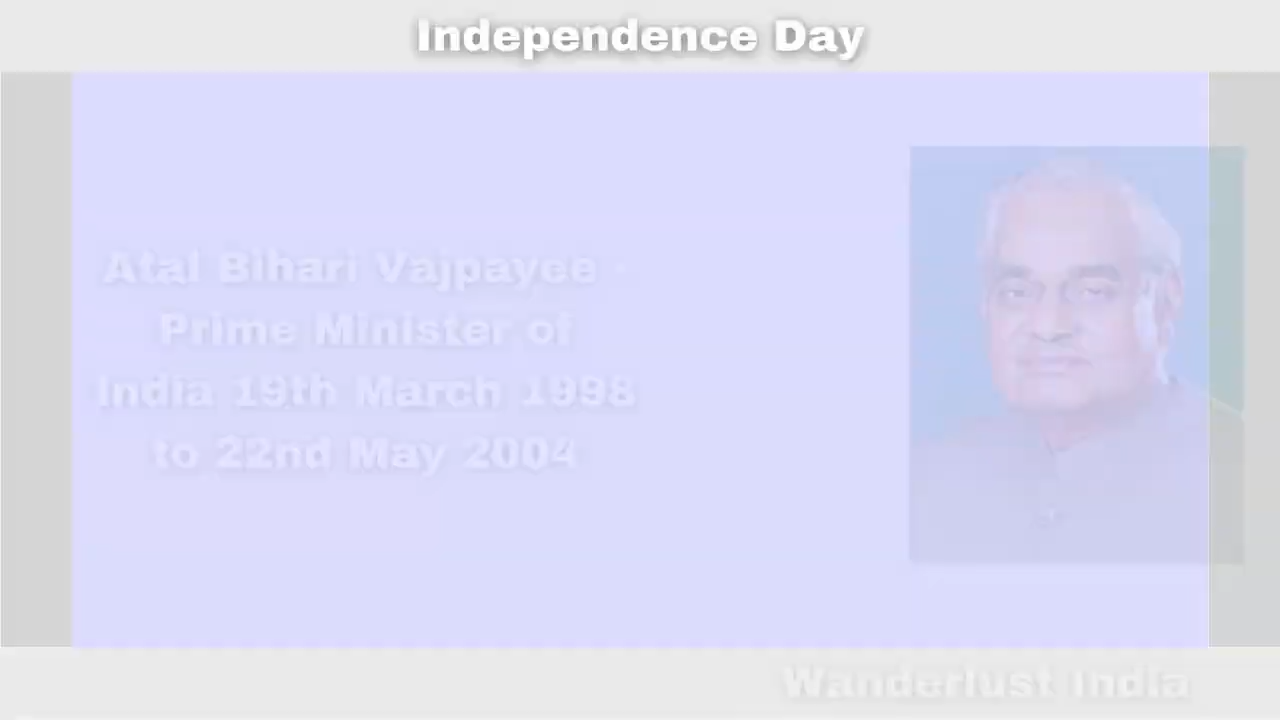 Independence Day
Atal Bihari Vajpayee -
Prime Minister of
India 19th March 1998
to 22nd May 2004
Wanderlust India